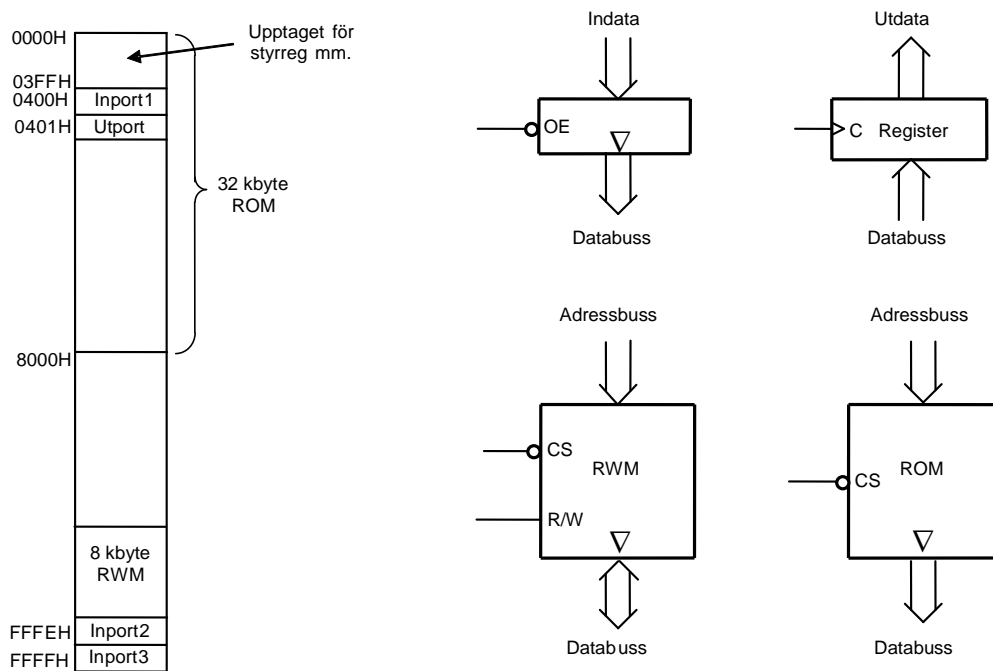 0000H
Upptaget för
styrreg mm.
03FFH
0400H
Inport1
0401H
Utport
32 kbyte
ROM
8000H
8 kbyte
RWM
FFFEH
Inport2
FFFFH
Inport3
Indata
OE
Databuss
Utdata
C
Register
Databuss
Adressbuss
CS
RWM
R/W
Databuss
Adressbuss
CS
ROM
Databuss